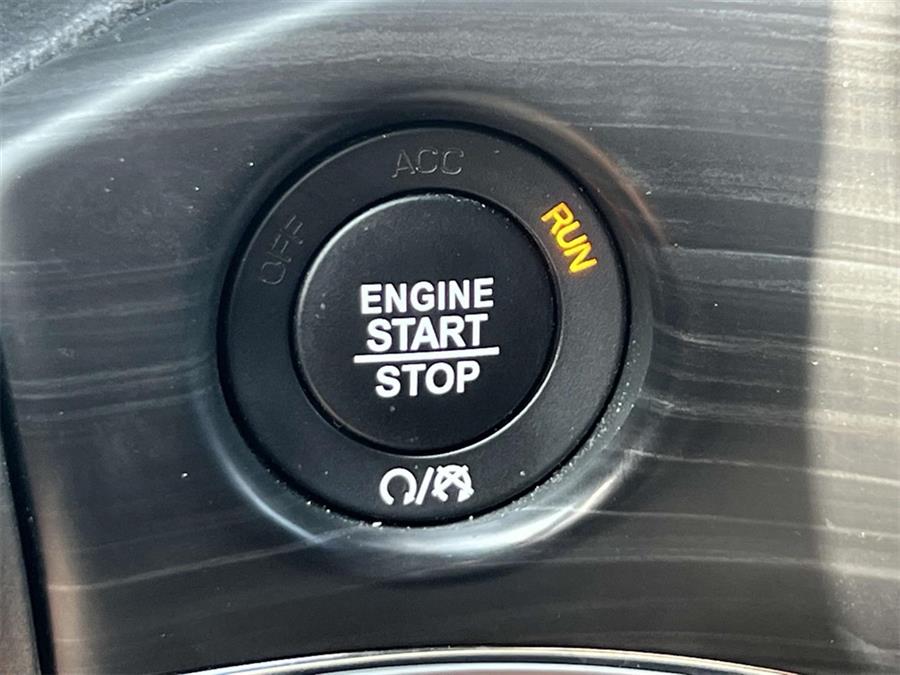 ACC
OFF
RUN
ENGINE
START
STOP